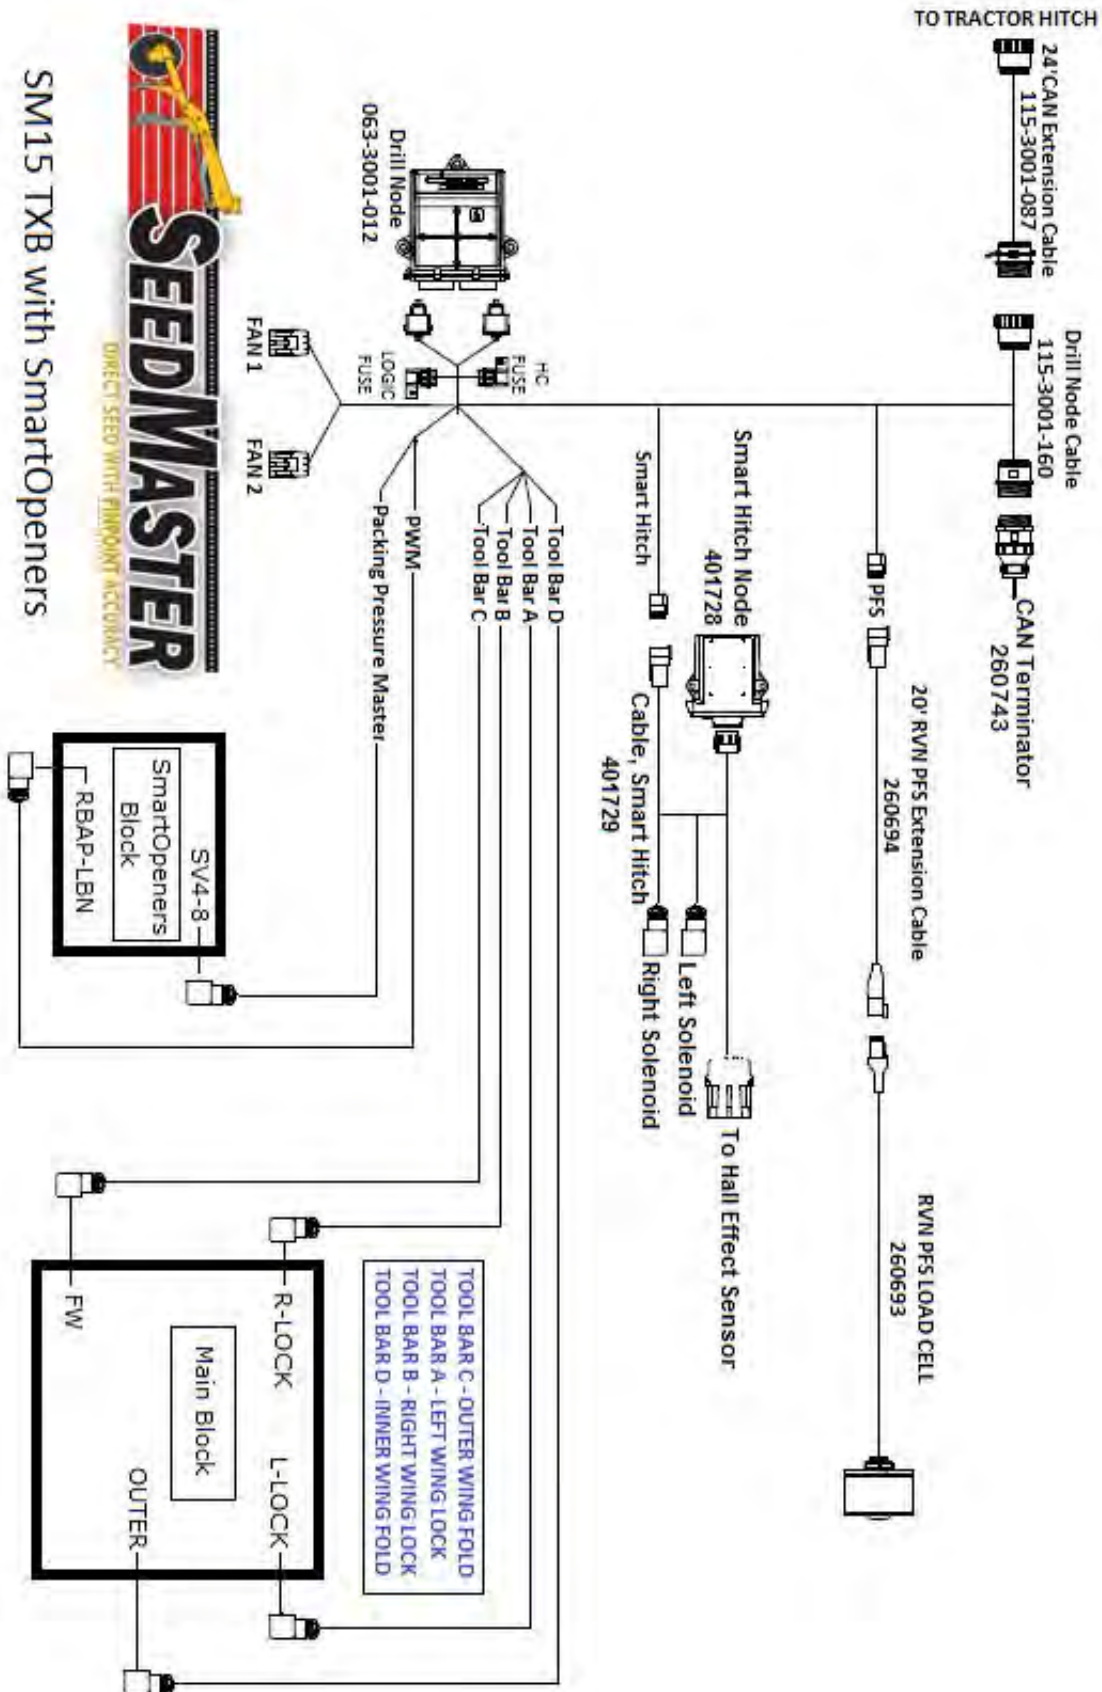 TO TRACTOR HITCH
24'CAN Extension Cable
115-3001-087
Drill Node Cable
115-3001-160
CAN Terminator
260743
PFS
20' RVN PFS Extension Cable
260694
RVN PFS LOAD CELL
260693
Smart Hitch Node
401728
Smart Hitch
Cable, Smart Hitch
401729
Left Solenoid
Right Solenoid
To Hall Effect Sensor
Drill Node
063-3001-012
HC
FUSE
LOGIC
FUSE
FAN 1
FAN 2
Tool Bar D
Tool Bar A
Tool Bar B
Tool Bar C
PWM
Packing Pressure Master
SV4-8
SmartOpeners
Block
RBAP-LBN
TOOL BAR C - OUTER WING FOLD
TOOL BAR A - LEFT WING LOCK
TOOL BAR B - RIGHT WING LOCK
TOOL BAR D - INNER WING FOLD
R-LOCK
L-LOCK
Main Block
FW
OUTER
SEEDMASTER
DIRECT SEED WITH PINPOINT ACCURACY
SM15 TXB with SmartOpeners